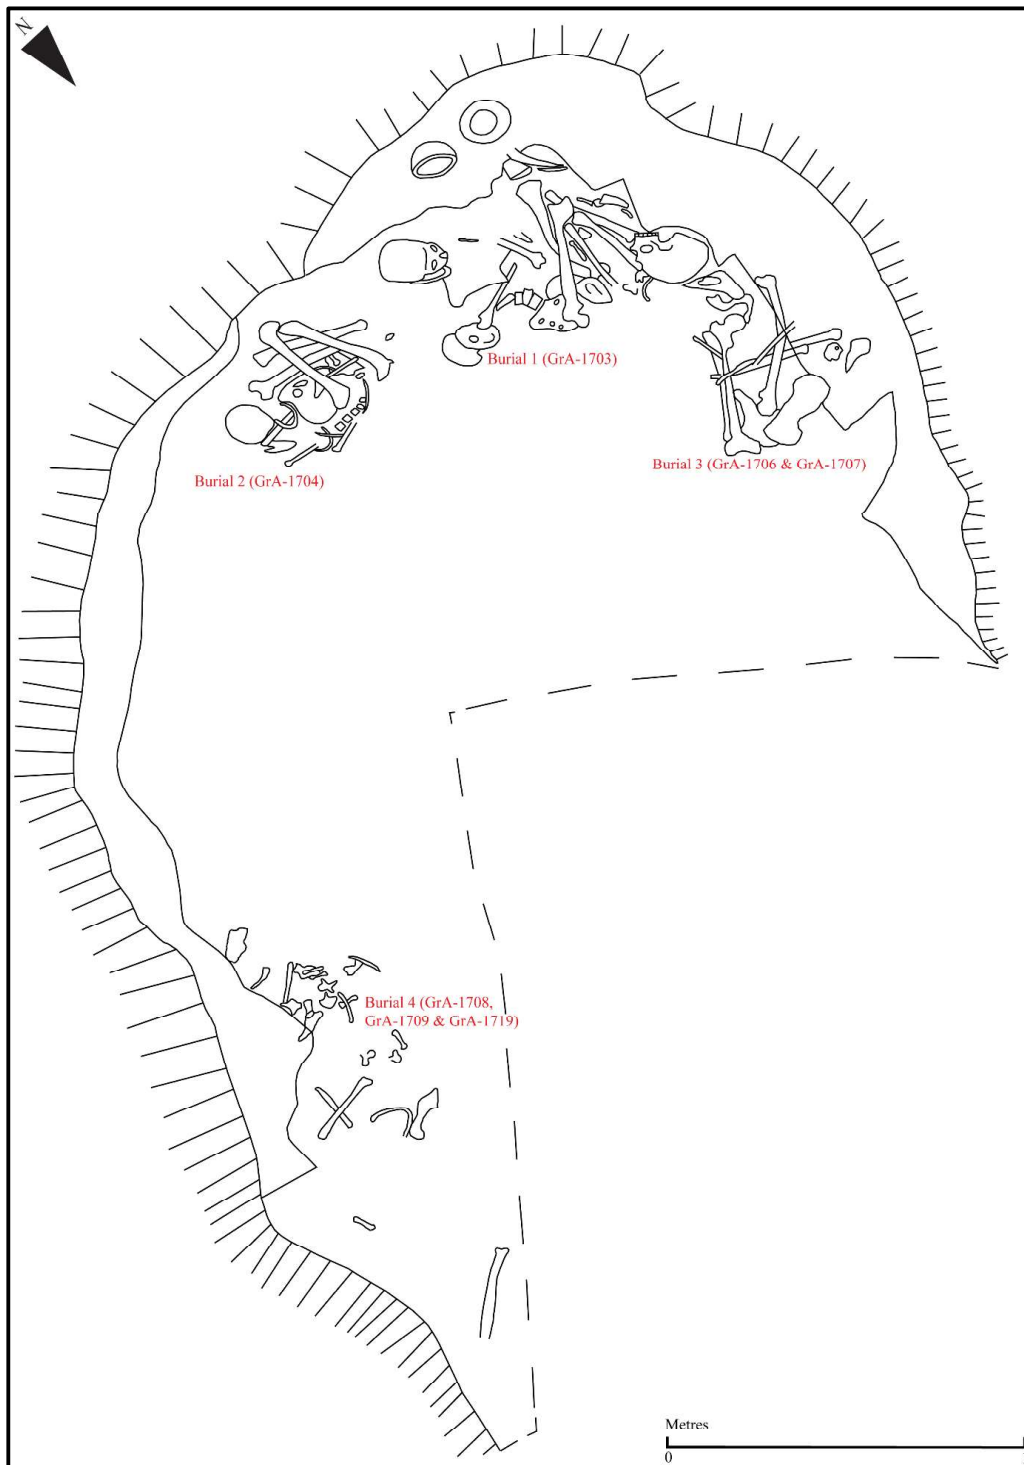 N
Burial 1 (GrA-1703)
Burial 3 (GrA-1706 & GrA-1707)
Burial 2 (GrA-1704)
Burial 4 (GrA-1708,
GrA-1709 & GrA-1719)
Metres
0